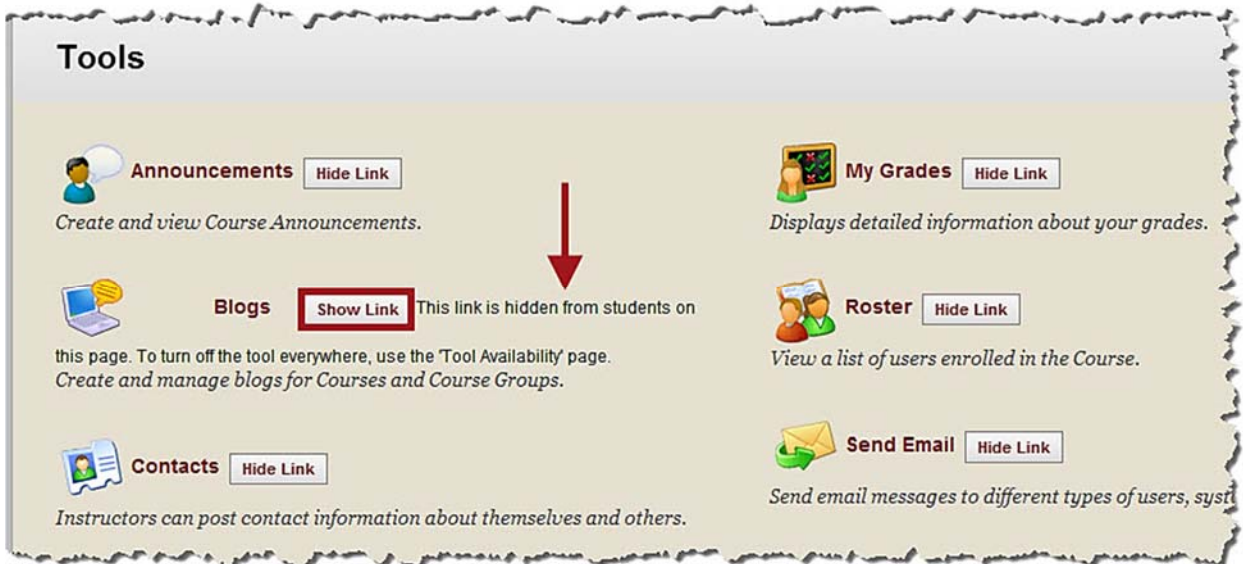 Tools
Announcements Hide Link
Create and view Course Announcements.
Blogs Show Link This link is hidden from students on
this page. To turn off the tool everywhere, use the 'Tool Availability' page.
Create and manage blogs for Courses and Course Groups.
Contacts Hide Link
Instructors can post contact information about themselves and others.
My Grades Hide Link
Displays detailed information about your grades.
Roster Hide Link
View a list of users enrolled in the Course.
Send Email Hide Link
Send email messages to different types of users, syst